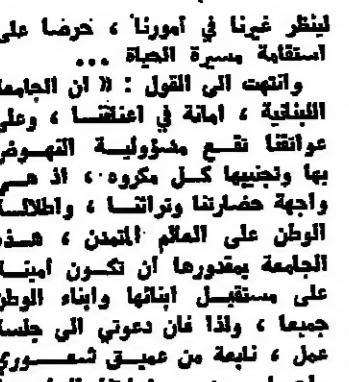 لينظر غيرنا في أمورنا ، حرصا على
استقامة مسيرة الحياة ...
وانتهت الى القول : « ان الجامعة
اللبنانية ، امانة في اعناقنا ، وعلى
عواتقنا تقع مسؤولية النهوض
بها وتجنيبها كل مكروه ، اذ هي
واجهة حضارتنا وتراثنا ، واطلالة
الوطن على العالم المتمدن ، هذه
الجامعة بمقدورها ان تكون امينة
على مستقبل ابنائها وابناء الوطن
جميعا ، ولذا فان دعوتي الى جلسة
عمل ، نابعة من عميق شعوري